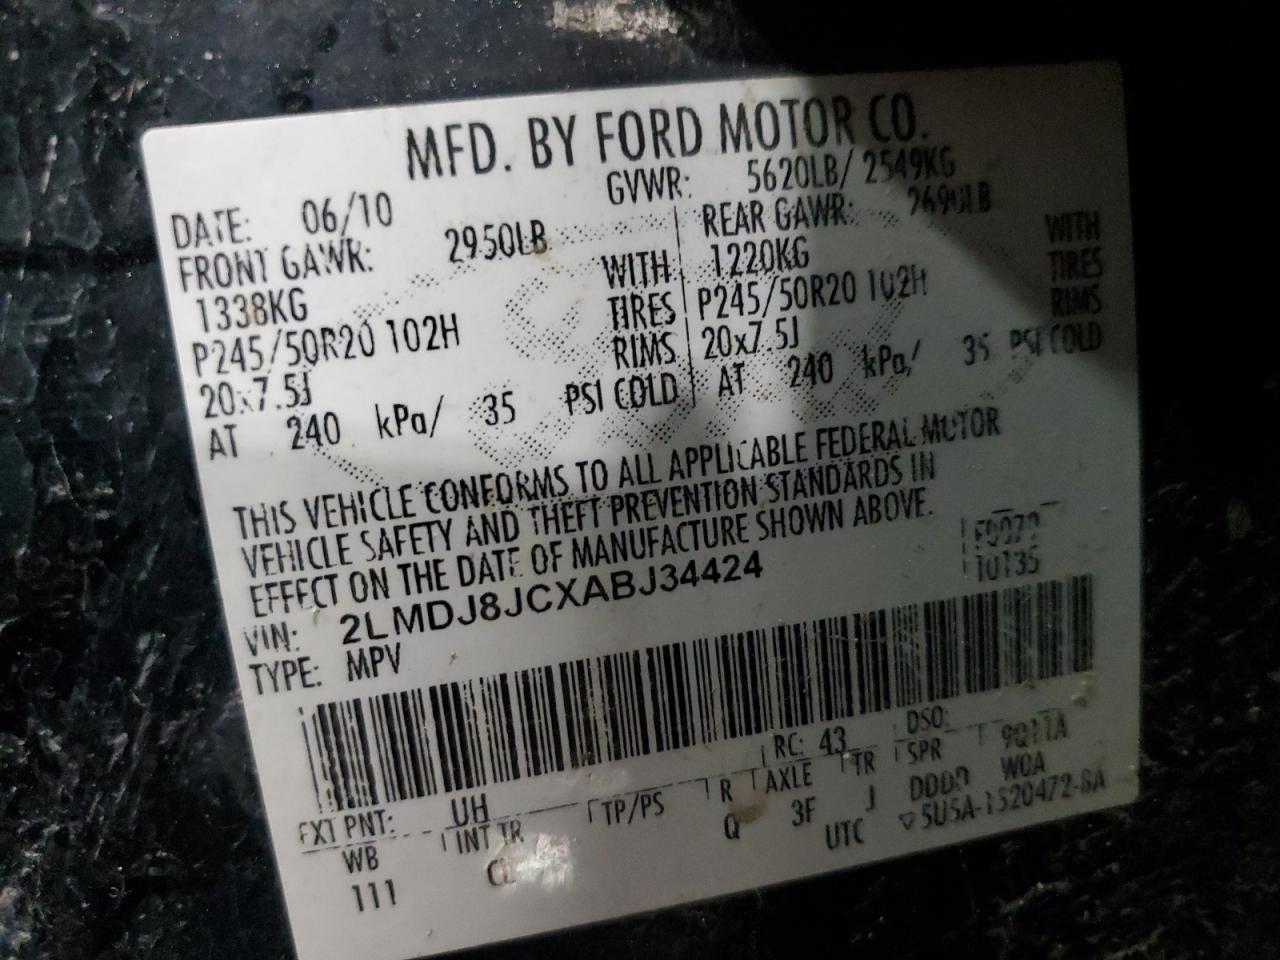 MFD. BY FORD MOTOR CO.
DATE: 06/10 GVWR: 5620LB/ 2549KG
FRONT GAWR: 2950LB REAR GAWR: 2690LB
1338KG WITH 1220KG WITH
P245/50R20 102H TIRES P245/50R20 102H TIRES
20x7.5J RIMS 20x7.5J RIMS
AT 240 kPa/ 35 PSI COLD AT 240 kPa/ 35 PSI COLD
THIS VEHICLE CONFORMS TO ALL APPLICABLE FEDERAL MOTOR
VEHICLE SAFETY AND THEFT PREVENTION STANDARDS IN
EFFECT ON THE DATE OF MANUFACTURE SHOWN ABOVE.
VIN: 2LMDJ8JCXABJ34424 F0072
TYPE: MPV T0135
EXT PNT: UH RC: 43 DSO:
WB INT TR TP/PS R AXLE TR SPR 9Q11A
111 Q 3F J DDDD WOA
UTC ▽5U5A-1520472-BA